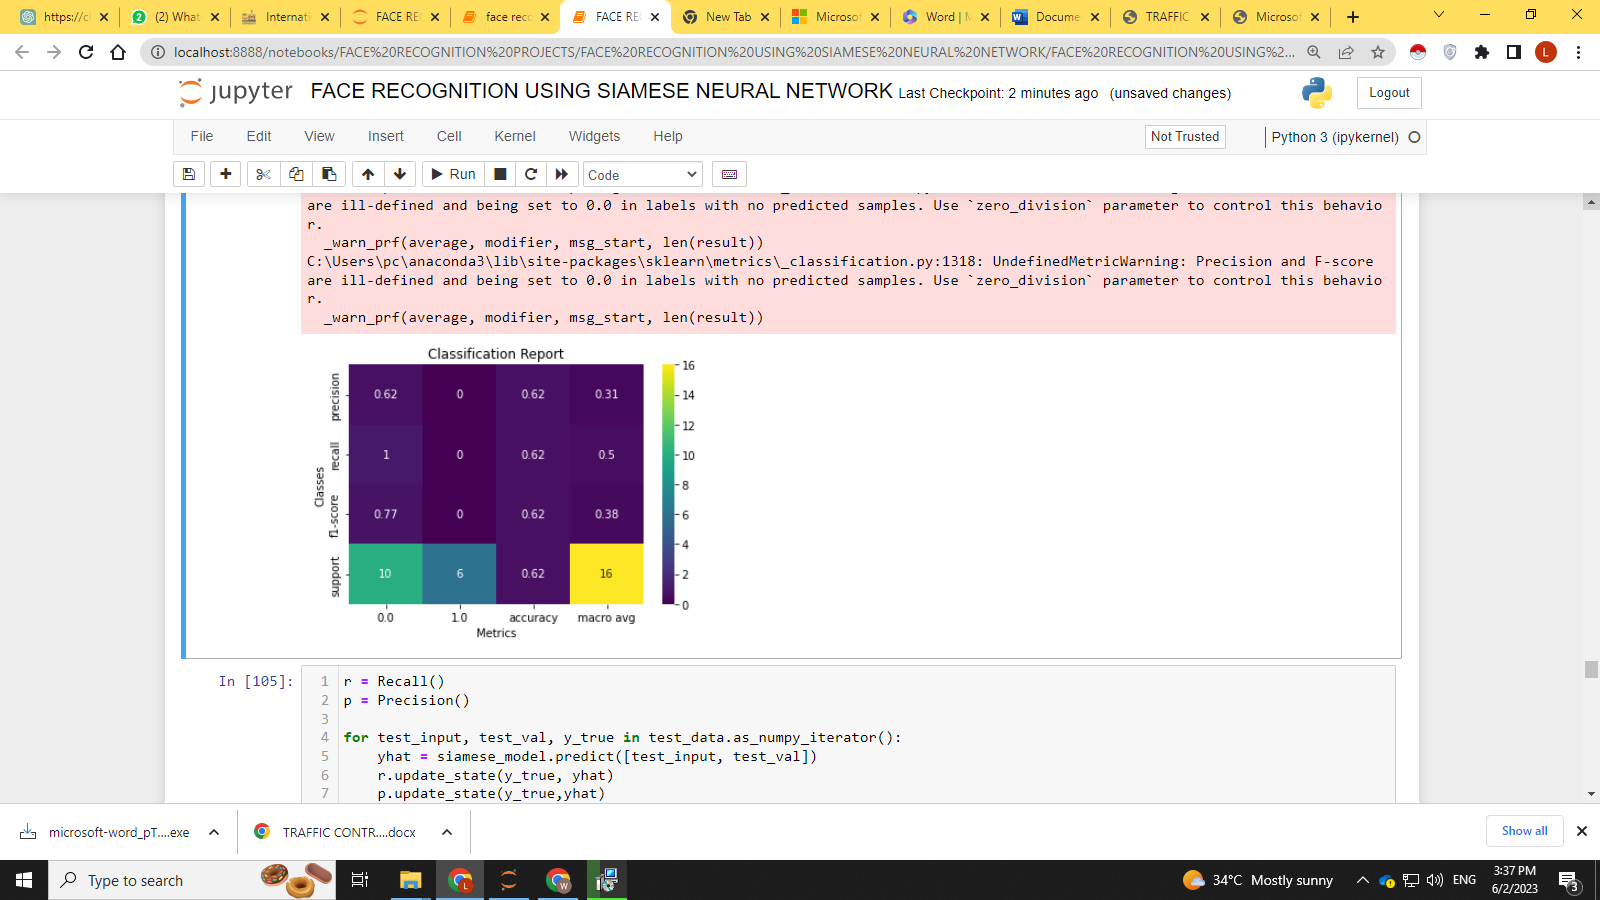 https://cl
(2) What
Internati
FACE RE
face reco
FACE RE
New Tab
Microsof
Word | M
Docume
TRAFFIC
Microsof
localhost:8888/notebooks/FACE%20RECOGNITION%20PROJECTS/FACE%20RECOGNITION%20USING%20SIAMESE%20NEURAL%20NETWORK/FACE%20RECOGNITION%20USING%2...
L
jupyter FACE RECOGNITION USING SIAMESE NEURAL NETWORK Last Checkpoint: 2 minutes ago (unsaved changes)
Logout
File Edit View Insert Cell Kernel Widgets Help
Not Trusted
Python 3 (ipykernel)
Run
Code
are ill-defined and being set to 0.0 in labels with no predicted samples. Use `zero_division` parameter to control this behavio
r.
_warn_prf(average, modifier, msg_start, len(result))
C:\Users\pc\anaconda3\lib\site-packages\sklearn\metrics\_classification.py:1318: UndefinedMetricWarning: Precision and F-score
are ill-defined and being set to 0.0 in labels with no predicted samples. Use `zero_division` parameter to control this behavio
r.
_warn_prf(average, modifier, msg_start, len(result))
Classification Report
precision 0.62 0 0.62 0.31
recall 1 0 0.62 0.5
Classes
f1-score 0.77 0 0.62 0.38
support 10 6 0.62 16
0.0 1.0 accuracy macro avg
Metrics
16
14
12
10
8
6
4
2
0
In [105]:
1 r = Recall()
2 p = Precision()
3
4 for test_input, test_val, y_true in test_data.as_numpy_iterator():
5 yhat = siamese_model.predict([test_input, test_val])
6 r.update_state(y_true, yhat)
7 p.update_state(y_true,yhat)
microsoft-word_pT....exe
TRAFFIC CONTR....docx
Show all
Type to search
L
W
34°C Mostly sunny
ENG
3:37 PM
6/2/2023
3